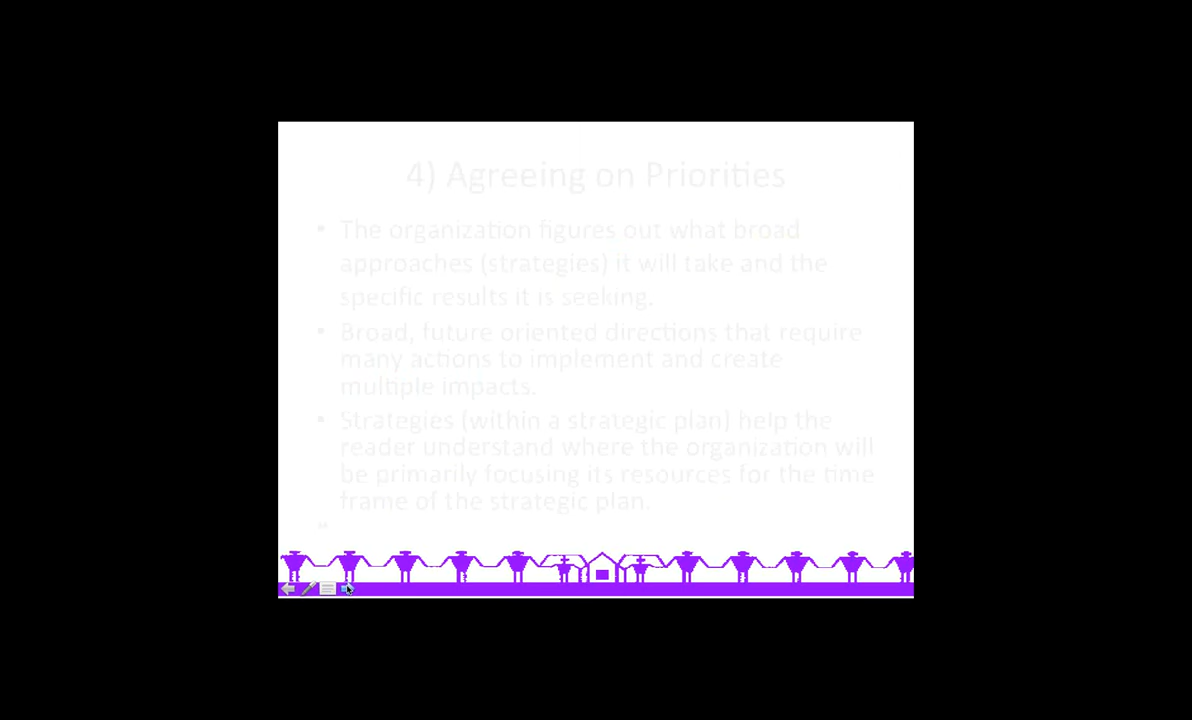 4) Agreeing on Priorities
• The organization figures out what broad
approaches (strategies) it will take and the
specific results it is seeking.
• Broad, future oriented directions that require
many actions to implement and create
multiple impacts.
• Strategies (within a strategic plan) help the
reader understand where the organization will
be primarily focusing its resources for the time
frame of the strategic plan.